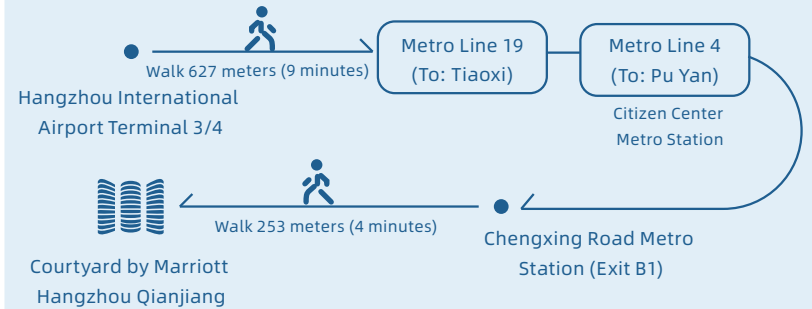 Walk 627 meters (9 minutes)
Hangzhou International
Airport Terminal 3/4
Metro Line 19
(To: Tiaoxi)
Metro Line 4
(To: Pu Yan)
Citizen Center
Metro Station
Chengxing Road Metro
Station (Exit B1)
Walk 253 meters (4 minutes)
Courtyard by Marriott
Hangzhou Qianjiang